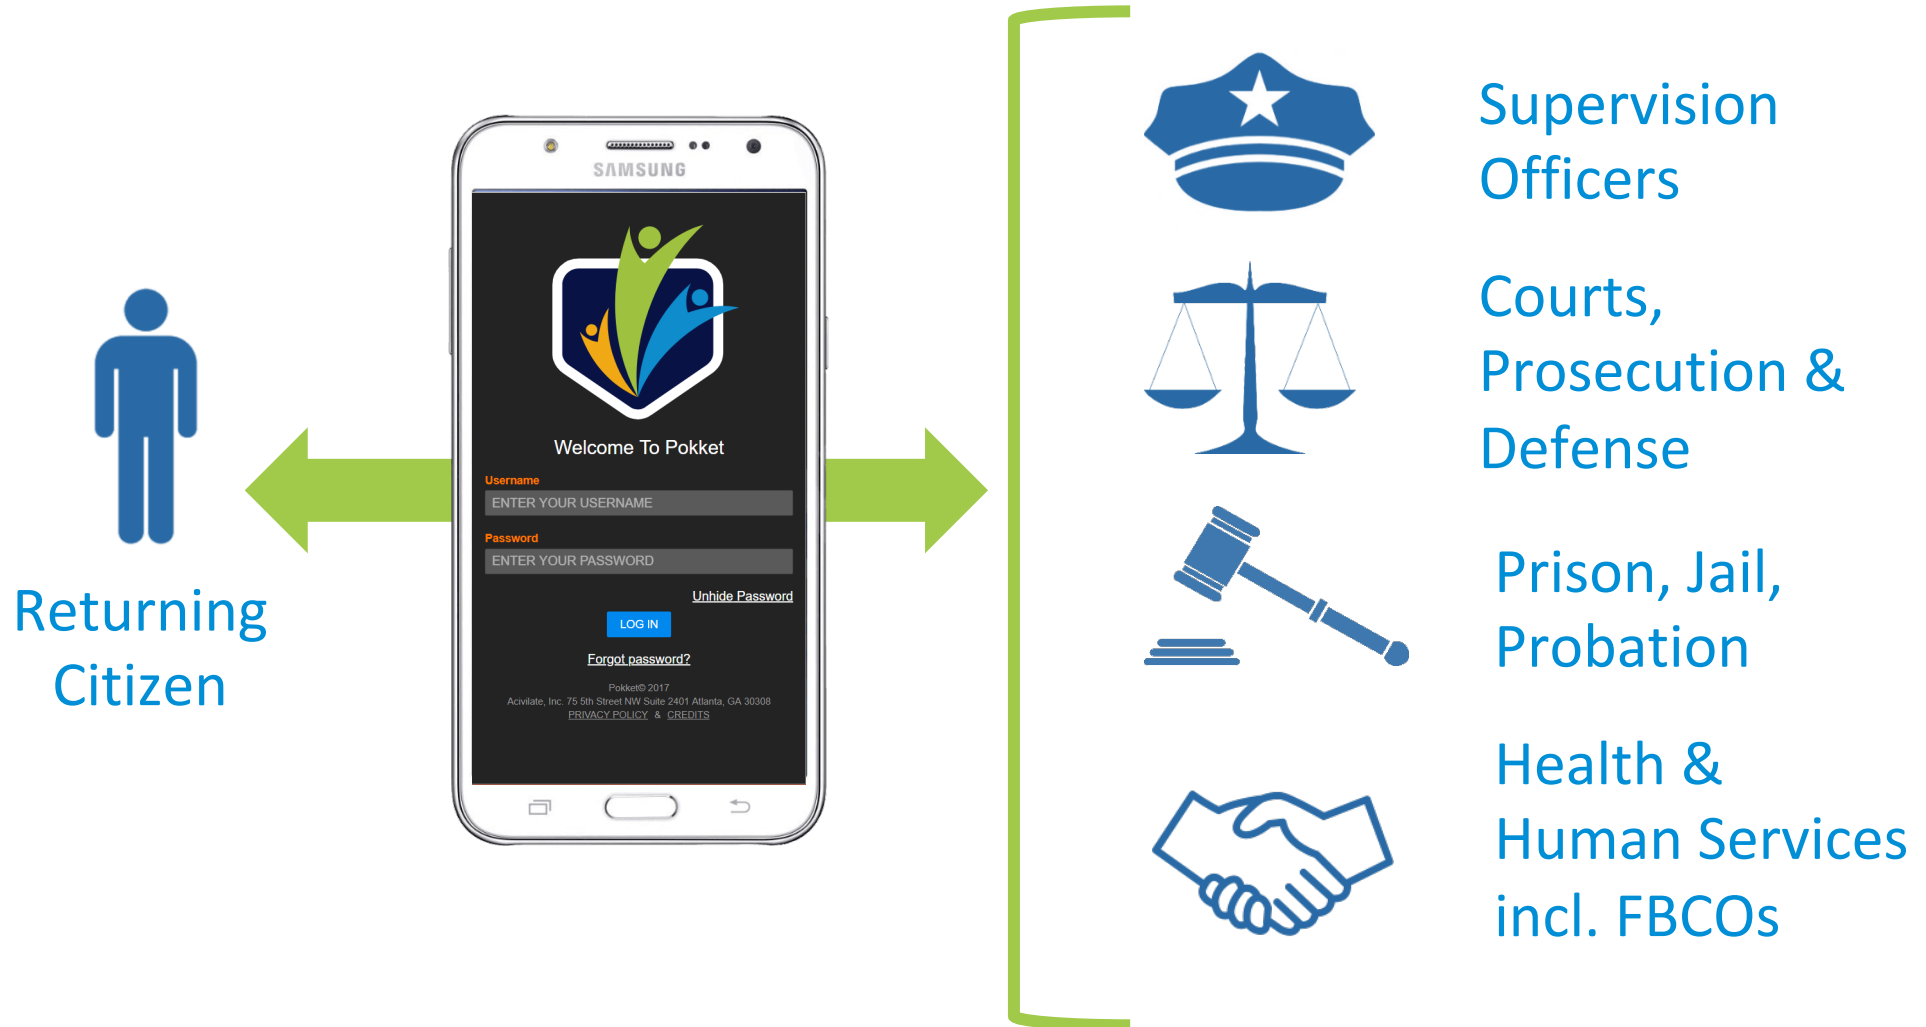 Returning
Citizen
SAMSUNG
Welcome To Pokket
Username
ENTER YOUR USERNAME
Password
ENTER YOUR PASSWORD
Unhide Password
LOG IN
Forgot password?
Pokket© 2017
Acivilate, Inc. 75 5th Street NW Suite 2401 Atlanta, GA 30308
PRIVACY POLICY & CREDITS
Supervision
Officers
Courts,
Prosecution &
Defense
Prison, Jail,
Probation
Health &
Human Services
incl. FBCOs